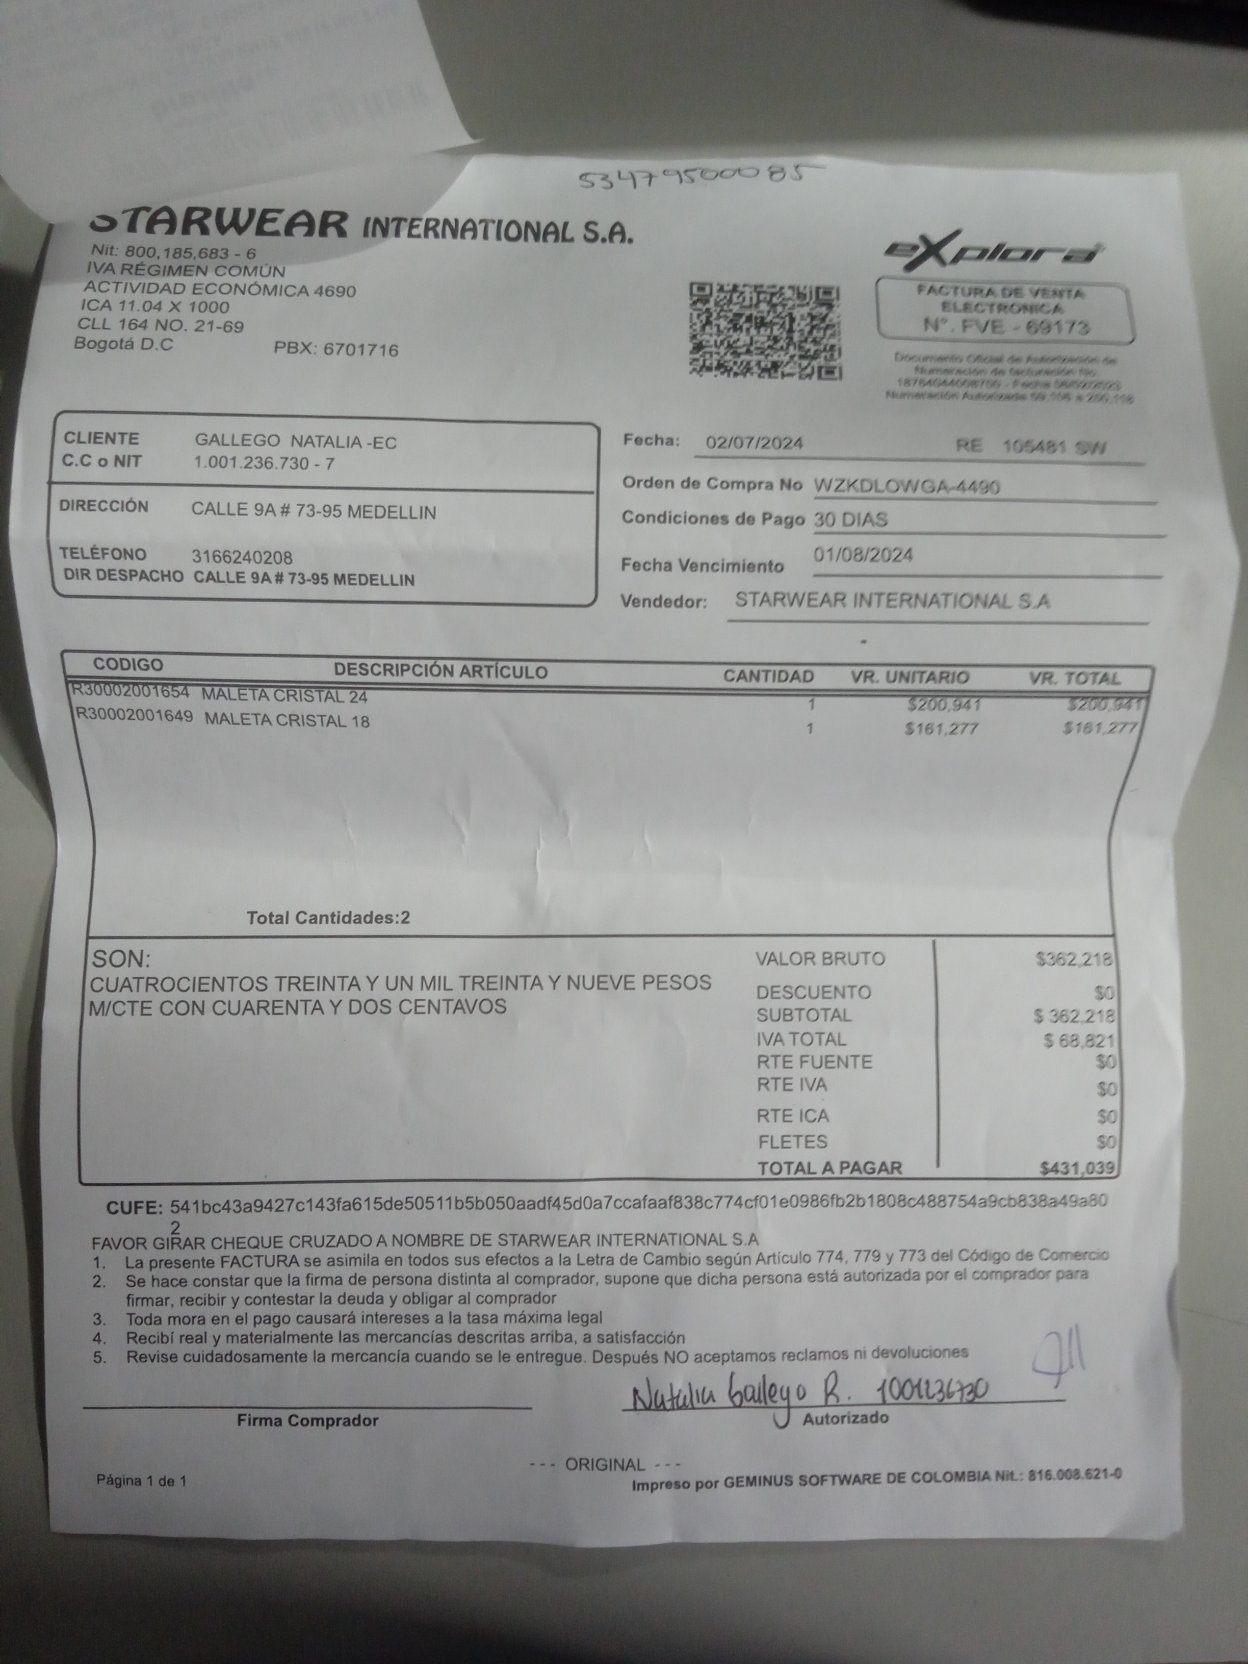 53479500085
STARWEAR INTERNATIONAL S.A.
Nit: 800,185,683 - 6
IVA RÉGIMEN COMÚN
ACTIVIDAD ECONÓMICA 4690
ICA 11.04 X 1000
CLL 164 NO. 21-69
Bogotá D.C PBX: 6701716
eXplora
FACTURA DE VENTA
ELECTRONICA
N°. FVE - 69173
Documento Oficial de Autorización de
Numeración de facturación No.
Numeración Autorizada
CLIENTE GALLEGO NATALIA -EC
C.C o NIT 1.001.236.730 - 7
DIRECCIÓN CALLE 9A # 73-95 MEDELLIN
TELÉFONO 3166240208
DIR DESPACHO CALLE 9A # 73-95 MEDELLIN
Fecha: 02/07/2024 RE 105481 SW
Orden de Compra No WZKDLOWGA-4490
Condiciones de Pago 30 DIAS
Fecha Vencimiento 01/08/2024
Vendedor: STARWEAR INTERNATIONAL S.A
CODIGO DESCRIPCIÓN ARTÍCULO CANTIDAD VR. UNITARIO VR. TOTAL
R30002001654 MALETA CRISTAL 24 1 $200,941 $200,941
R30002001649 MALETA CRISTAL 18 1 $161,277 $161,277
Total Cantidades:2
SON:
CUATROCIENTOS TREINTA Y UN MIL TREINTA Y NUEVE PESOS
M/CTE CON CUARENTA Y DOS CENTAVOS
VALOR BRUTO $362,218
DESCUENTO $0
SUBTOTAL $ 362,218
IVA TOTAL $ 68,821
RTE FUENTE $0
RTE IVA $0
RTE ICA $0
FLETES $0
TOTAL A PAGAR $431,039
CUFE: 541bc43a9427c143fa615de50511b5b050aadf45d0a7ccafaaf838c774cf01e0986fb2b1808c488754a9cb838a49a80
2
FAVOR GIRAR CHEQUE CRUZADO A NOMBRE DE STARWEAR INTERNATIONAL S.A
1. La presente FACTURA se asimila en todos sus efectos a la Letra de Cambio según Artículo 774, 779 y 773 del Código de Comercio
2. Se hace constar que la firma de persona distinta al comprador, supone que dicha persona está autorizada por el comprador para
firmar, recibir y contestar la deuda y obligar al comprador
3. Toda mora en el pago causará intereses a la tasa máxima legal
4. Recibí real y materialmente las mercancías descritas arriba, a satisfacción
5. Revise cuidadosamente la mercancía cuando se le entregue. Después NO aceptamos reclamos ni devoluciones
Natalia Gallego R. 1001236730
Firma Comprador Autorizado
--- ORIGINAL ---
Página 1 de 1 Impreso por GEMINUS SOFTWARE DE COLOMBIA Nit.: 816.008.621-0